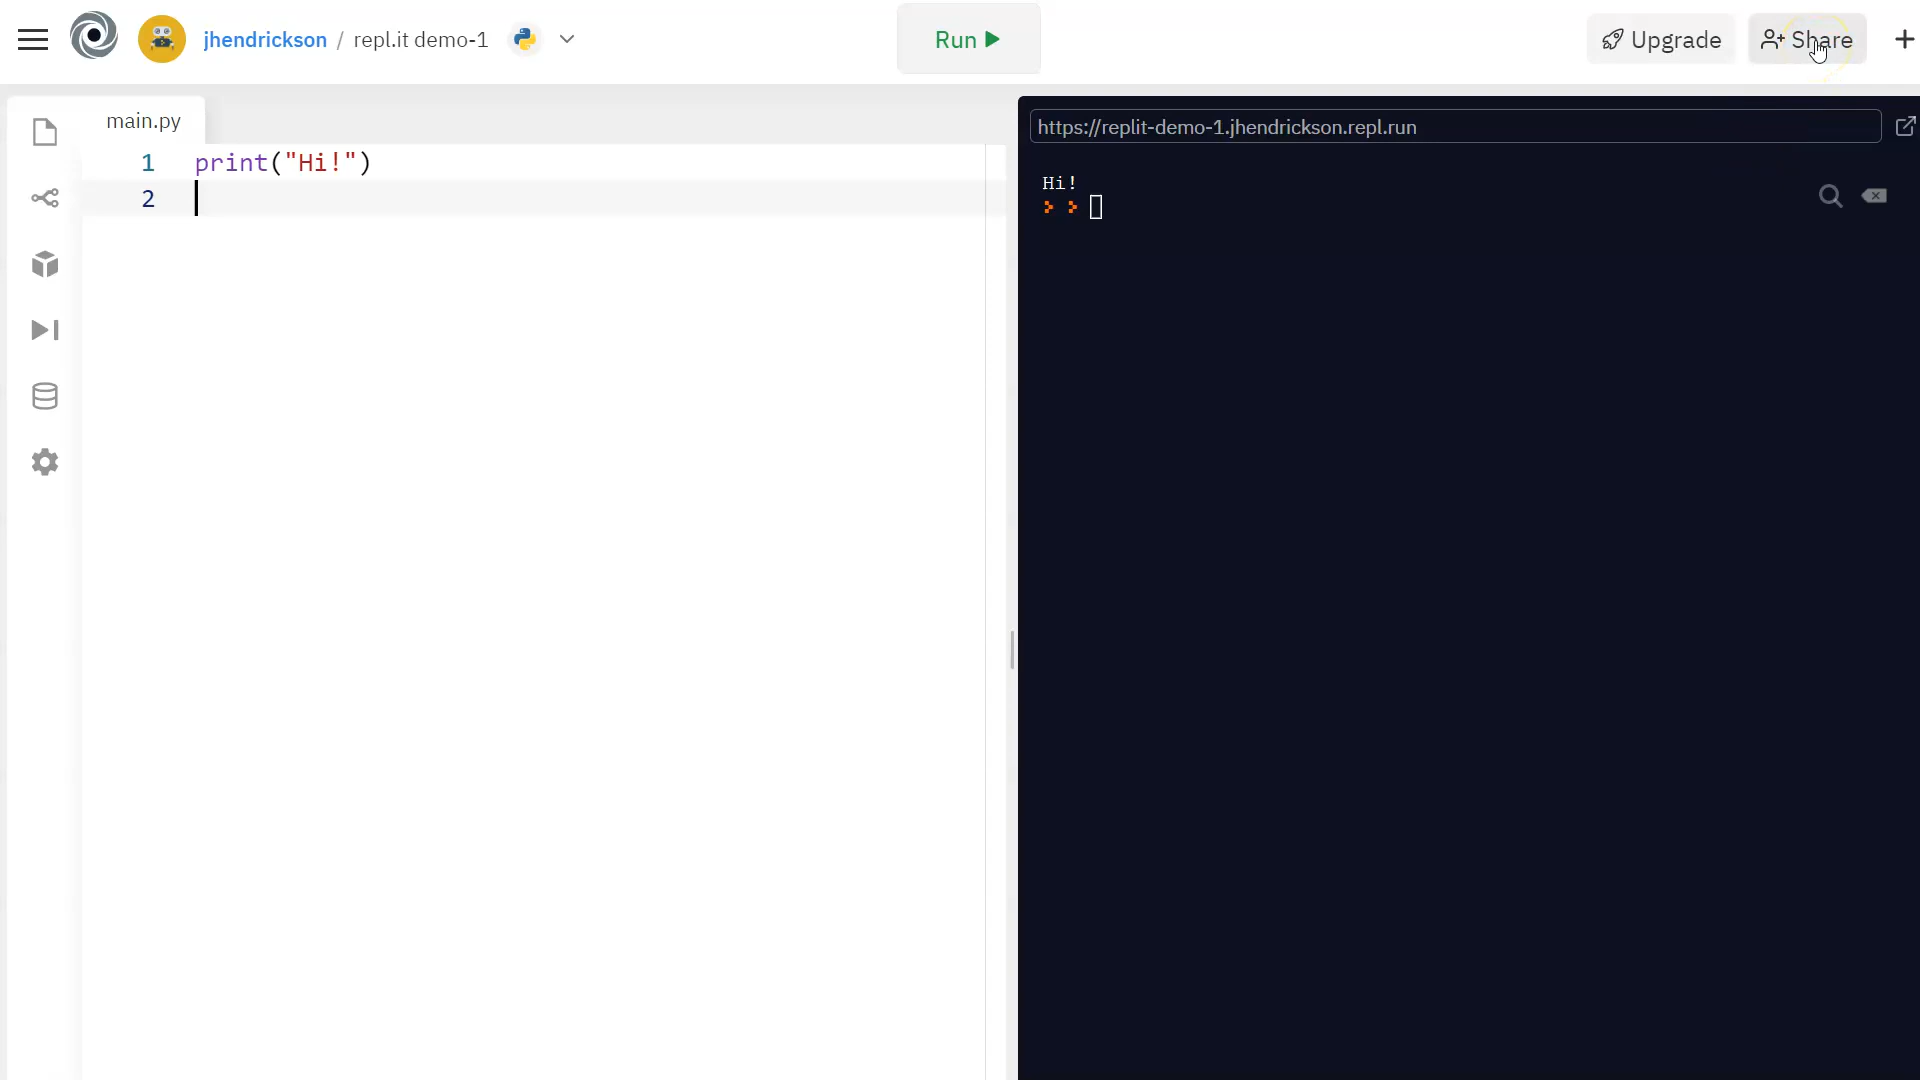 jhendrickson / repl.it demo-1
Run
Upgrade
Share
main.py
1 print("Hi!")
2
https://replit-demo-1.jhendrickson.repl.run
Hi!